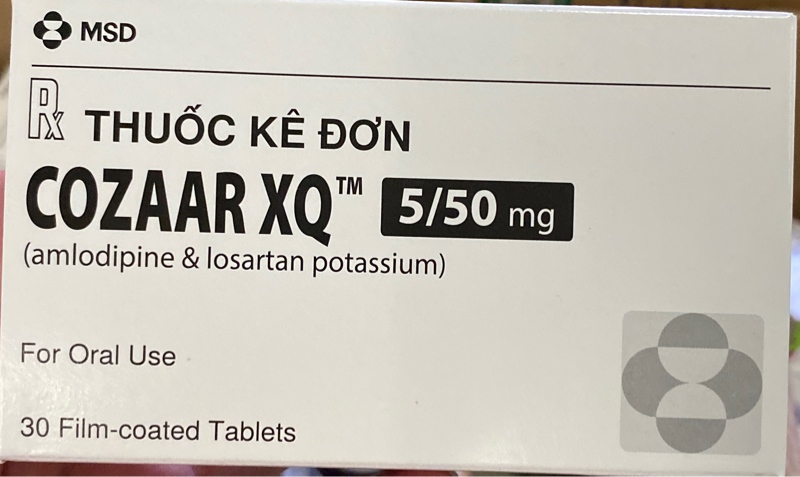 MSD
Rx THUỐC KÊ ĐƠN
COZAAR XQ™ 5/50 mg
(amlodipine & losartan potassium)
For Oral Use
30 Film-coated Tablets